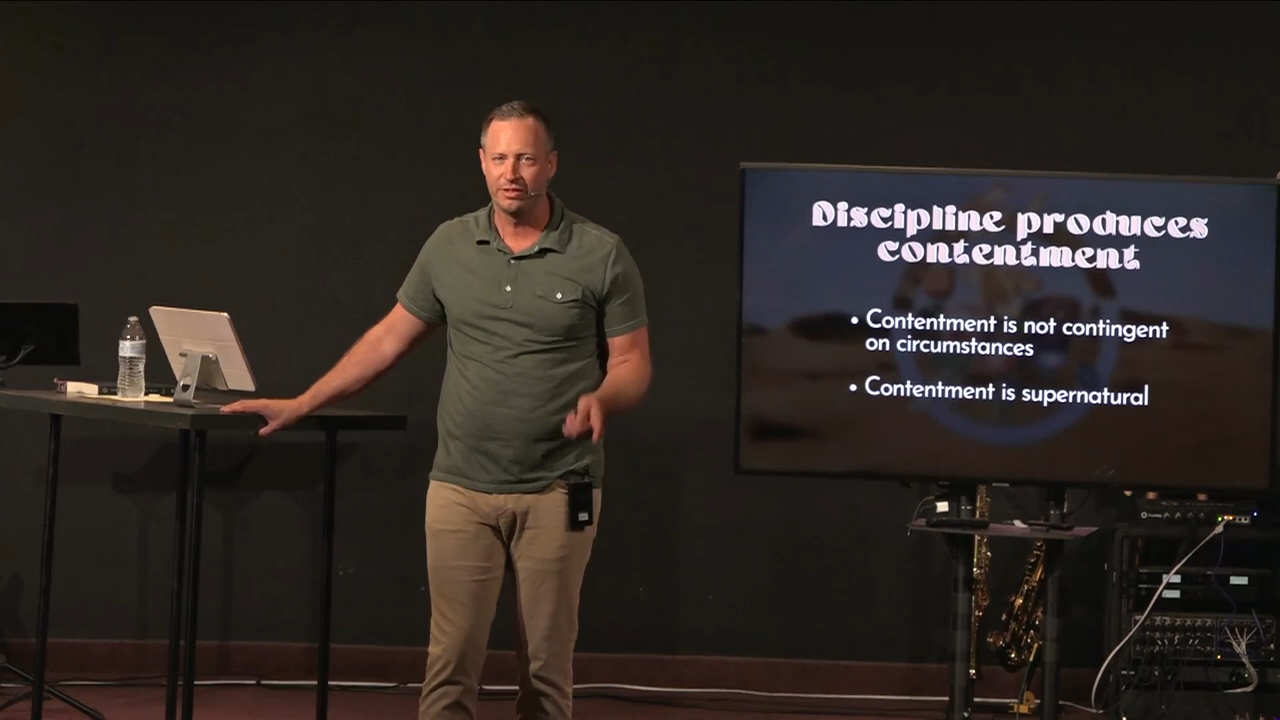 Discipline produces
contentment
• Contentment is not contingent
on circumstances
• Contentment is supernatural